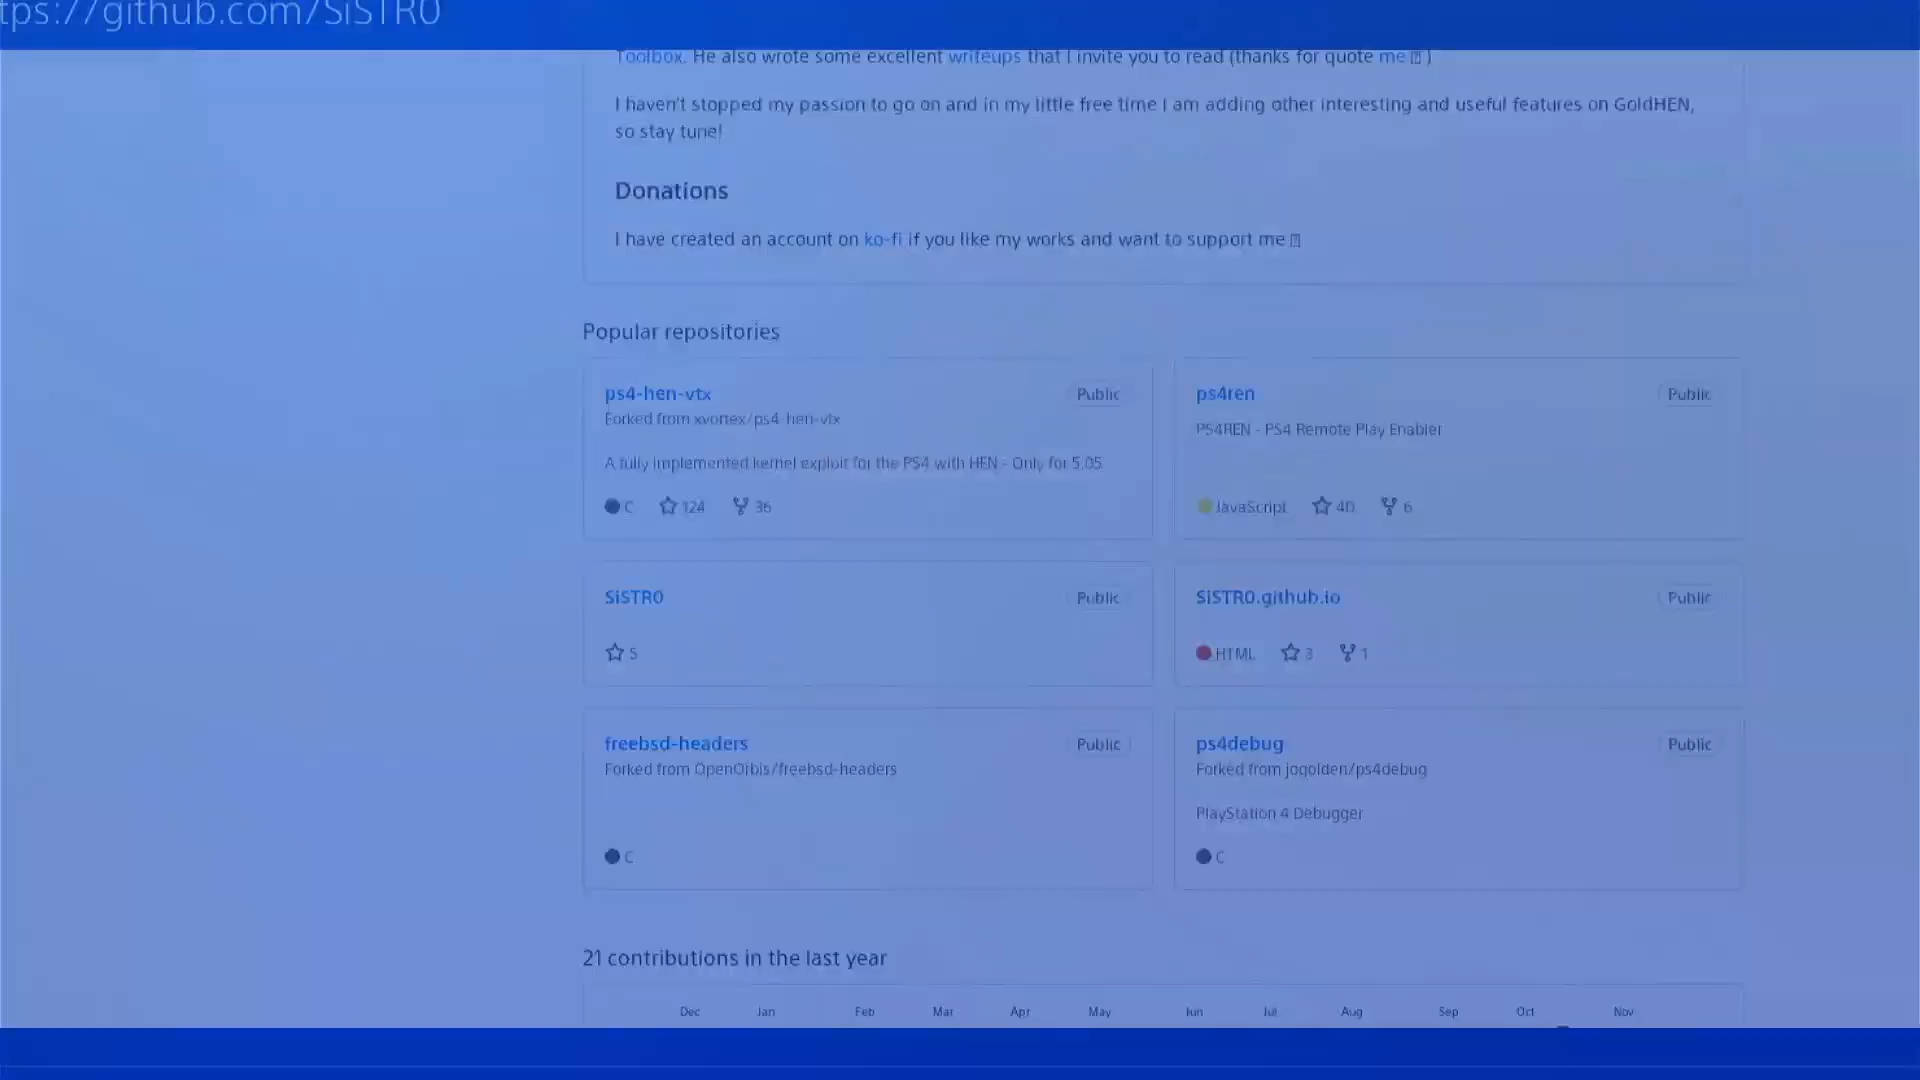 tps://github.com/SiSTR0
Toolbox. He also wrote some excellent writeups that I invite you to read (thanks for quote me )
I haven't stopped my passion to go on and in my little free time I am adding other interesting and useful features on GoldHEN,
so stay tune!
Donations
I have created an account on ko-fi if you like my works and want to support me
Popular repositories
ps4-hen-vtx Public
Forked from xvortex/ps4-hen-vtx
A fully implemented kernel exploit for the PS4 with HEN - Only for 5.05
C 124 36
ps4ren Public
PS4REN - PS4 Remote Play Enabler
JavaScript 40 6
SiSTR0 Public
5
SiSTR0.github.io Public
HTML 3 1
freebsd-headers Public
Forked from OpenOrbis/freebsd-headers
C
ps4debug Public
Forked from jogolden/ps4debug
PlayStation 4 Debugger
C
21 contributions in the last year
Dec Jan Feb Mar Apr May Jun Jul Aug Sep Oct Nov